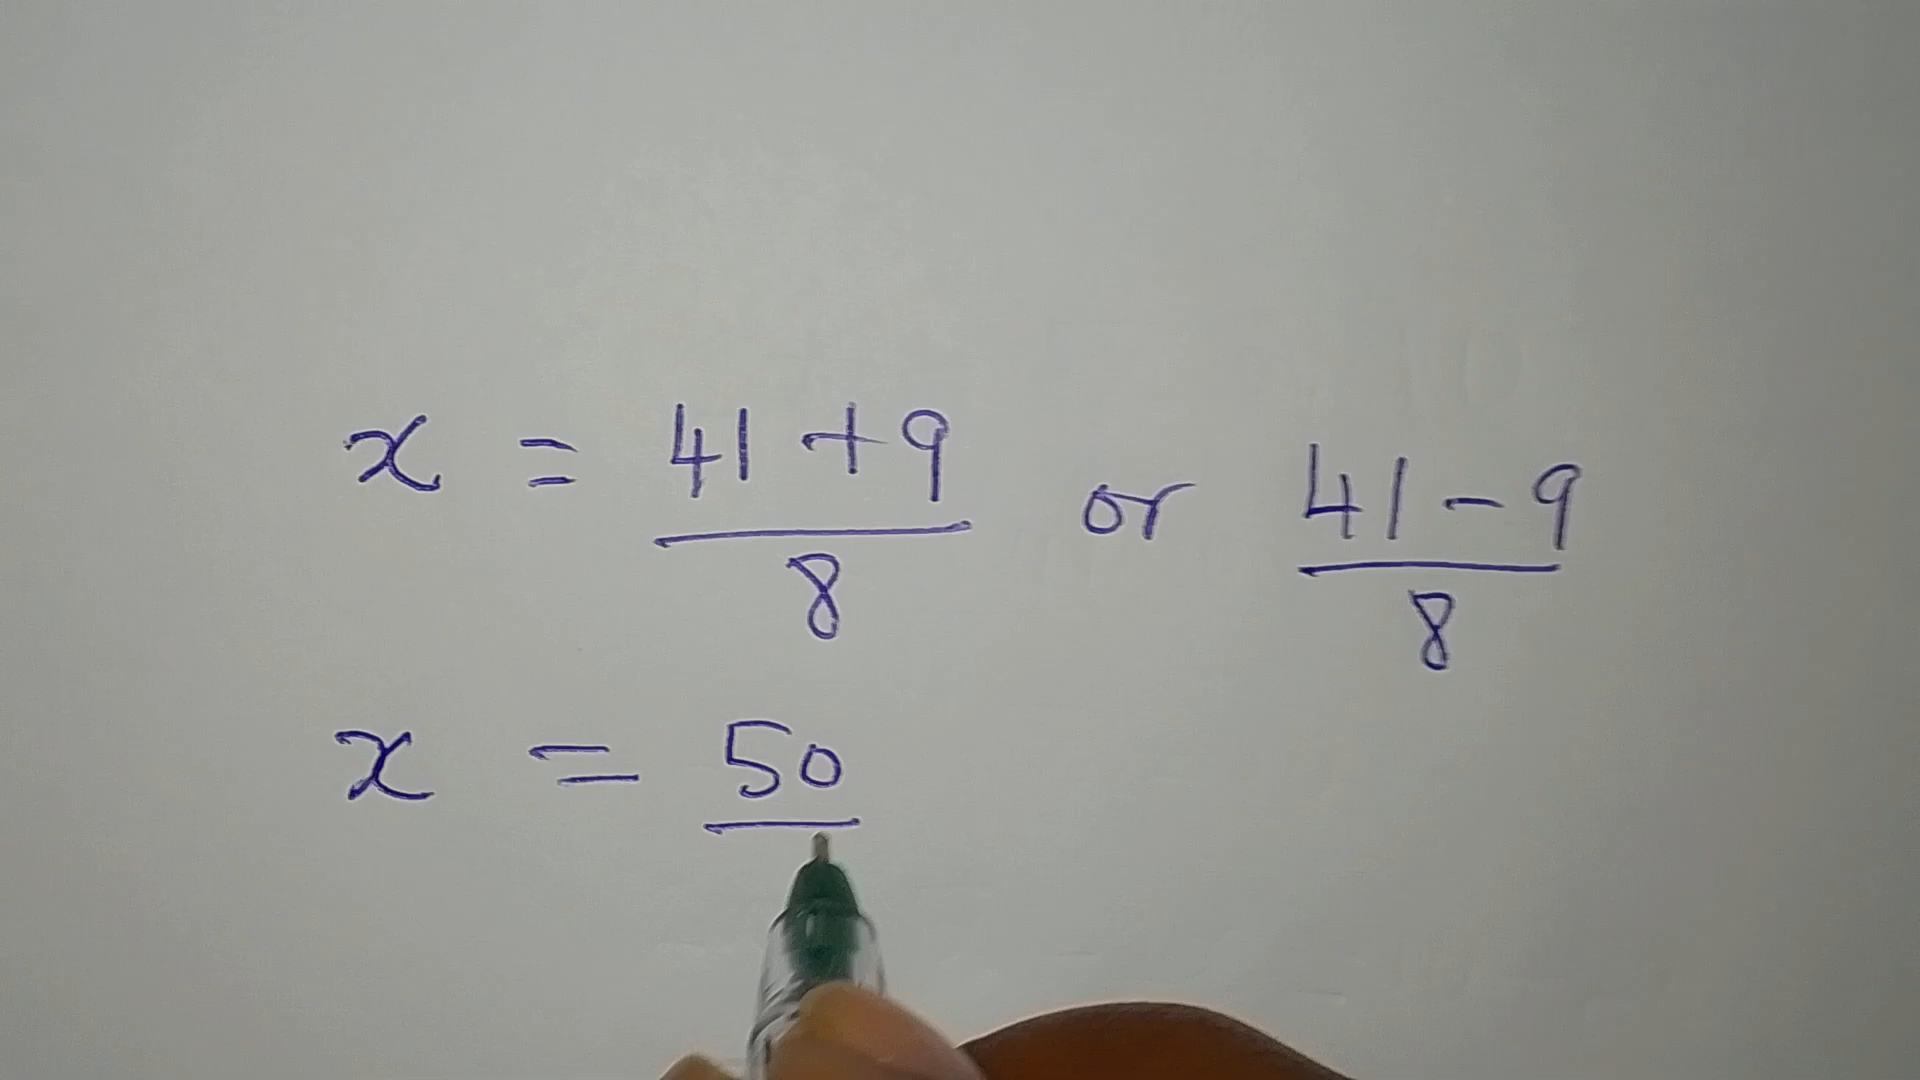 x = 41 + 9 / 8 or 41 - 9 / 8
x = 50